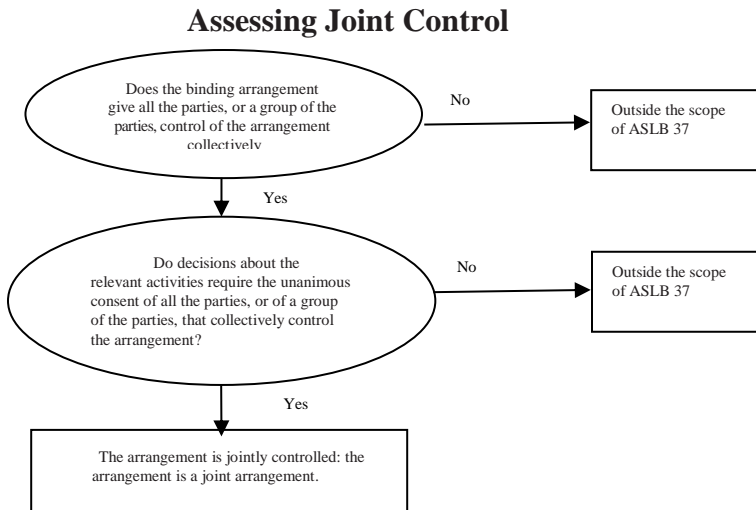 Assessing Joint Control
Does the binding arrangement
give all the parties, or a group of the
parties, control of the arrangement
collectively
No
Outside the scope
of ASLB 37
Yes
Do decisions about the
relevant activities require the unanimous
consent of all the parties, or of a group
of the parties, that collectively control
the arrangement?
No
Outside the scope
of ASLB 37
Yes
The arrangement is jointly controlled: the
arrangement is a joint arrangement.